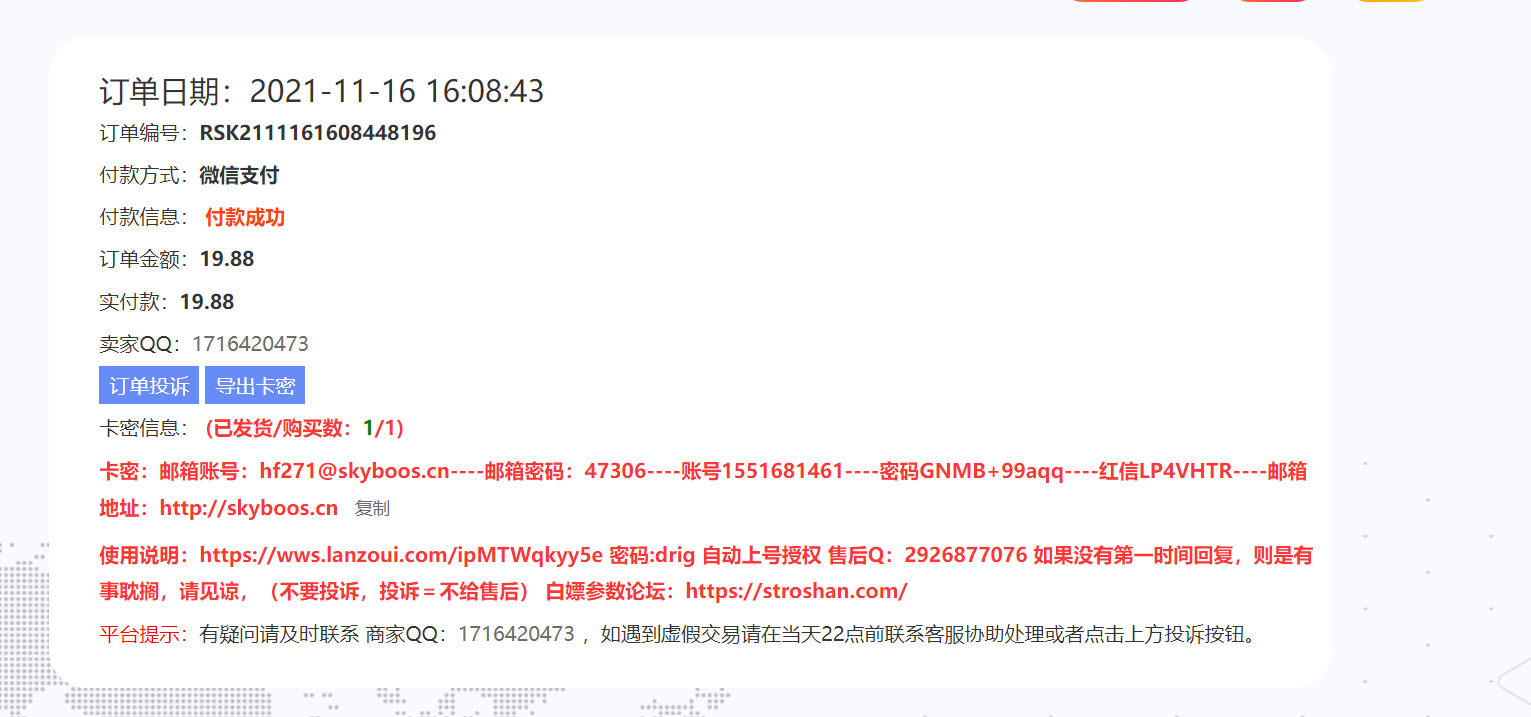 订单日期：2021-11-16 16:08:43
订单编号：RSK2111161608448196
付款方式：微信支付
付款信息： 付款成功
订单金额：19.88
实付款：19.88
卖家QQ：1716420473
订单投诉 导出卡密
卡密信息： (已发货/购买数：1/1)
卡密：邮箱账号：hf271@skyboos.cn----邮箱密码：47306----账号1551681461----密码GNMB+99aqq----红信LP4VHTR----邮箱
地址：http://skyboos.cn 复制
使用说明：https://wws.lanzoui.com/ipMTWqkyy5e 密码:drig 自动上号授权 售后Q：2926877076 如果没有第一时间回复，则是有
事耽搁，请见谅，（不要投诉，投诉＝不给售后） 白嫖参数论坛：https://stroshan.com/
平台提示：有疑问请及时联系 商家QQ：1716420473 ，如遇到虚假交易请在当天22点前联系客服协助处理或者点击上方投诉按钮。